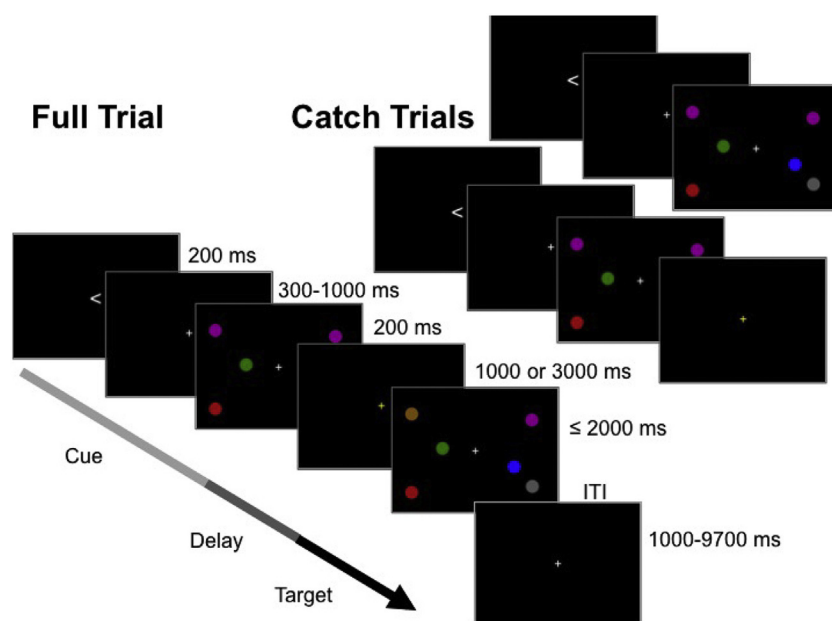 Full Trial
Catch Trials
<
<
<
200 ms
300-1000 ms
200 ms
1000 or 3000 ms
≤ 2000 ms
ITI
1000-9700 ms
Cue
Delay
Target